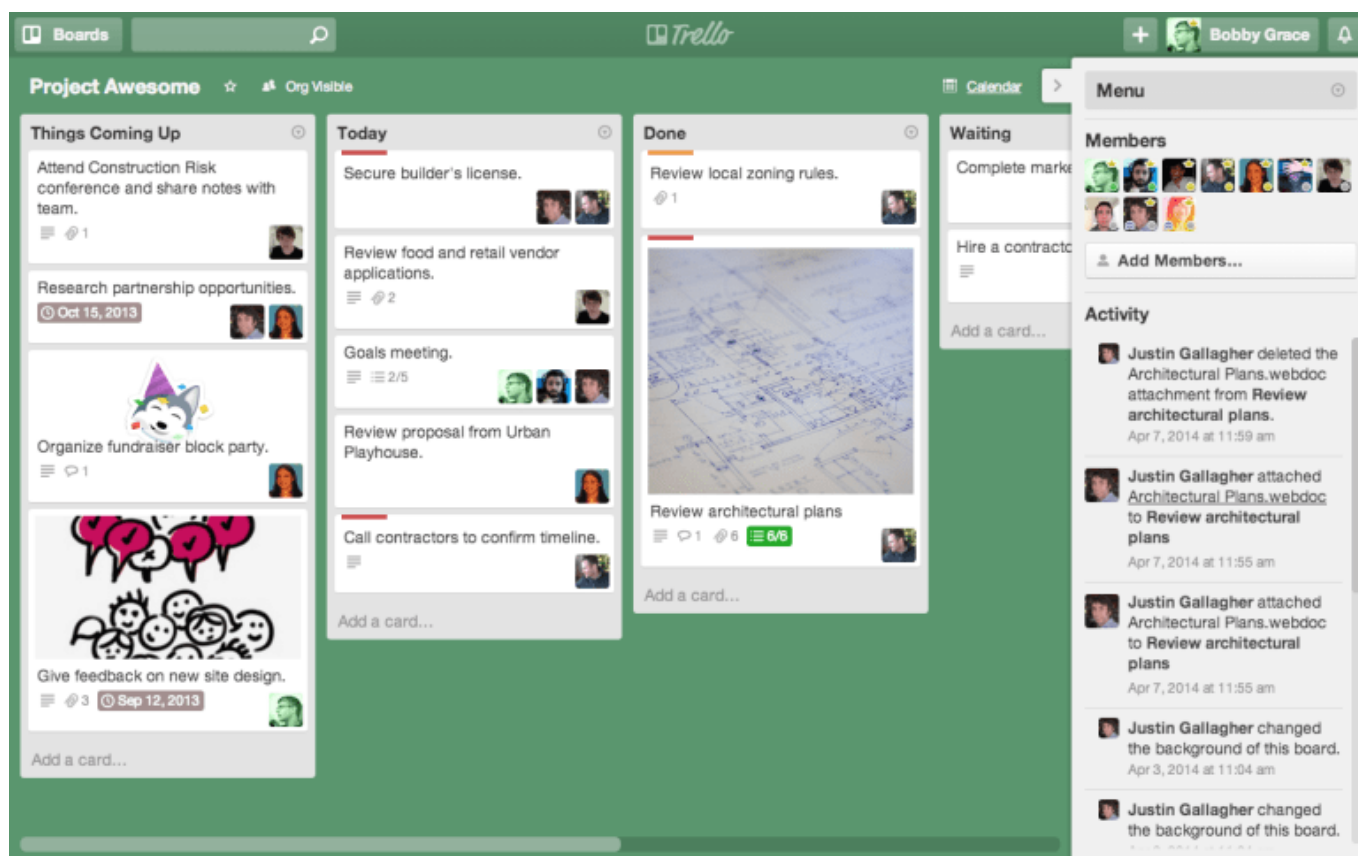 Boards
Trello
Bobby Grace
Project Awesome
Org Visible
Calendar
Things Coming Up
Attend Construction Risk
conference and share notes with
team.
1
Research partnership opportunities.
Oct 15, 2013
Organize fundraiser block party.
1
Give feedback on new site design.
3 Sep 12, 2013
Add a card...
Today
Secure builder's license.
Review food and retail vendor
applications.
2
Goals meeting.
2/5
Review proposal from Urban
Playhouse.
Call contractors to confirm timeline.
Add a card...
Done
Review local zoning rules.
1
Review architectural plans
1 6 6/6
Add a card...
Waiting
Complete marke
Hire a contracto
Add a card...
Menu
Members
Add Members...
Activity
Justin Gallagher deleted the
Architectural Plans.webdoc
attachment from Review
architectural plans.
Apr 7, 2014 at 11:59 am
Justin Gallagher attached
Architectural Plans.webdoc
to Review architectural
plans
Apr 7, 2014 at 11:55 am
Justin Gallagher attached
Architectural Plans.webdoc
to Review architectural
plans
Apr 7, 2014 at 11:55 am
Justin Gallagher changed
the background of this board.
Apr 3, 2014 at 11:04 am
Justin Gallagher changed
the background of this board.